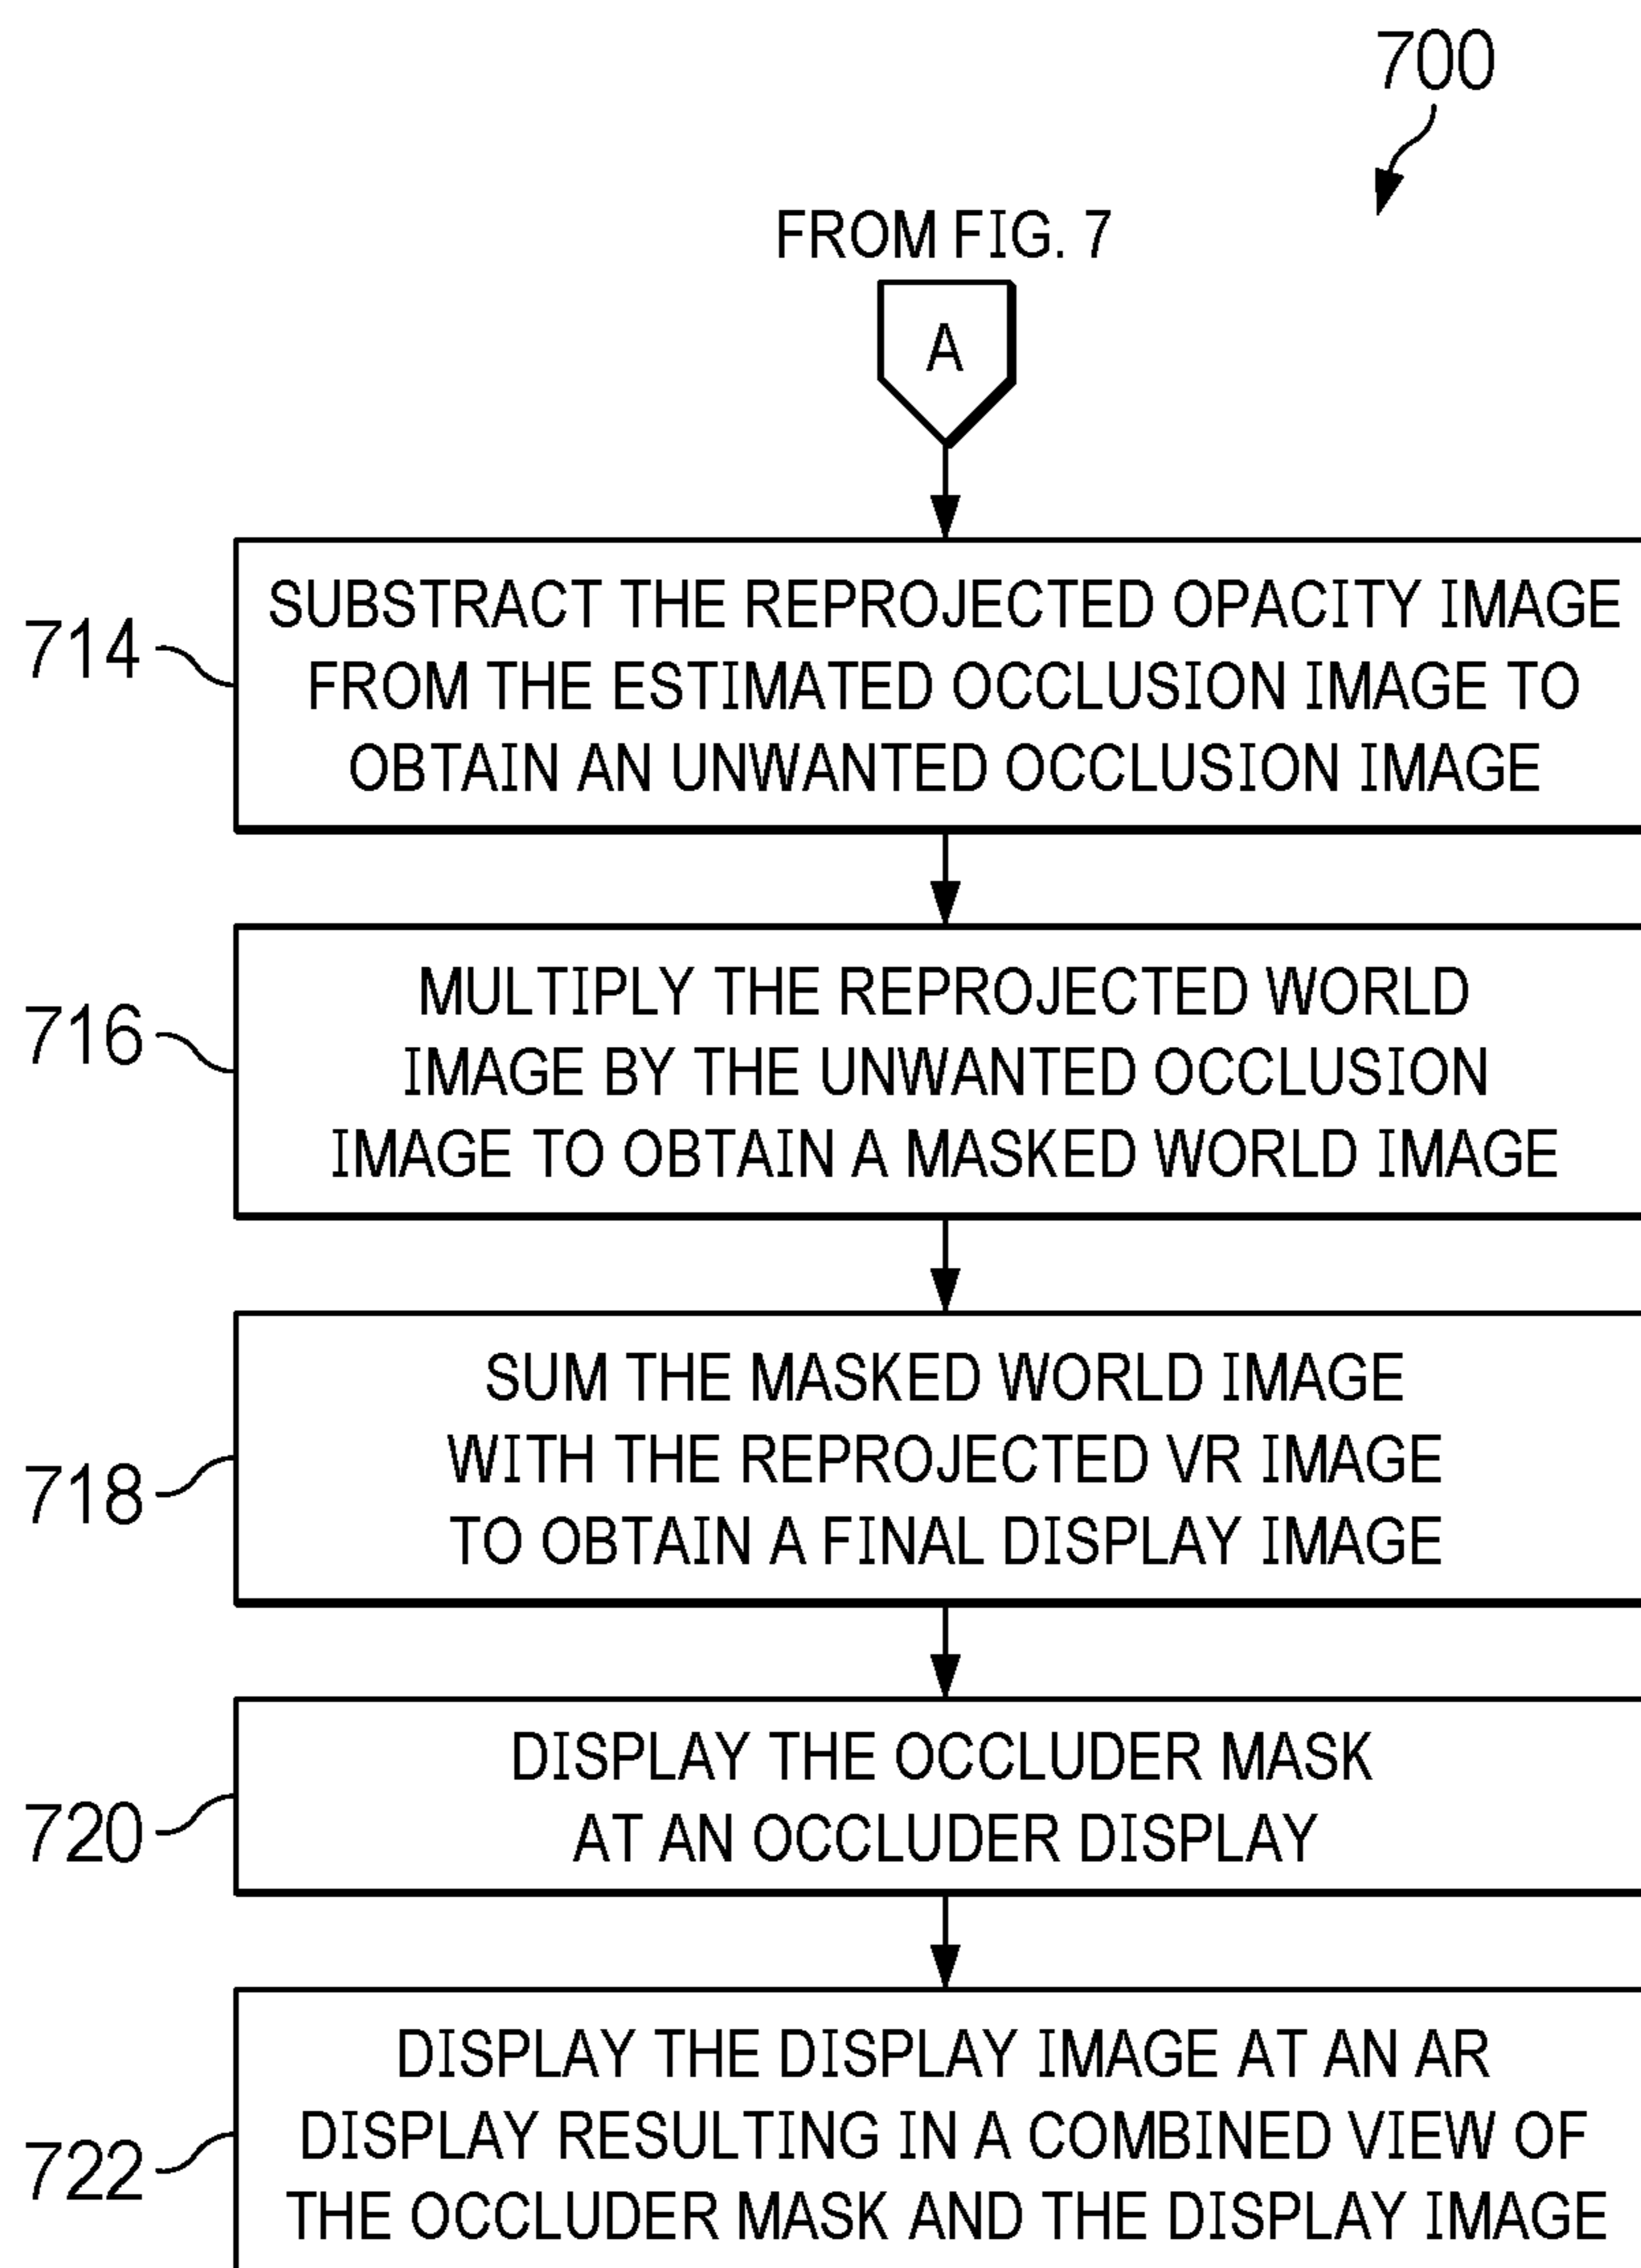 700
FROM FIG. 7
A
714
SUBSTRACT THE REPROJECTED OPACITY IMAGE
FROM THE ESTIMATED OCCLUSION IMAGE TO
OBTAIN AN UNWANTED OCCLUSION IMAGE
716
MULTIPLY THE REPROJECTED WORLD
IMAGE BY THE UNWANTED OCCLUSION
IMAGE TO OBTAIN A MASKED WORLD IMAGE
718
SUM THE MASKED WORLD IMAGE
WITH THE REPROJECTED VR IMAGE
TO OBTAIN A FINAL DISPLAY IMAGE
720
DISPLAY THE OCCLUDER MASK
AT AN OCCLUDER DISPLAY
722
DISPLAY THE DISPLAY IMAGE AT AN AR
DISPLAY RESULTING IN A COMBINED VIEW OF
THE OCCLUDER MASK AND THE DISPLAY IMAGE